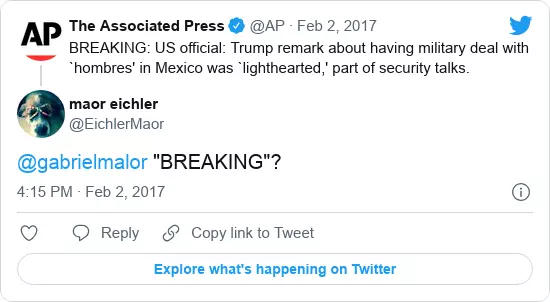 AP
The Associated Press @AP · Feb 2, 2017
BREAKING: US official: Trump remark about having military deal with
`hombres' in Mexico was `lighthearted,' part of security talks.
maor eichler
@EichlerMaor
@gabrielmalor "BREAKING"?
4:15 PM · Feb 2, 2017
Reply Copy link to Tweet
Explore what's happening on Twitter